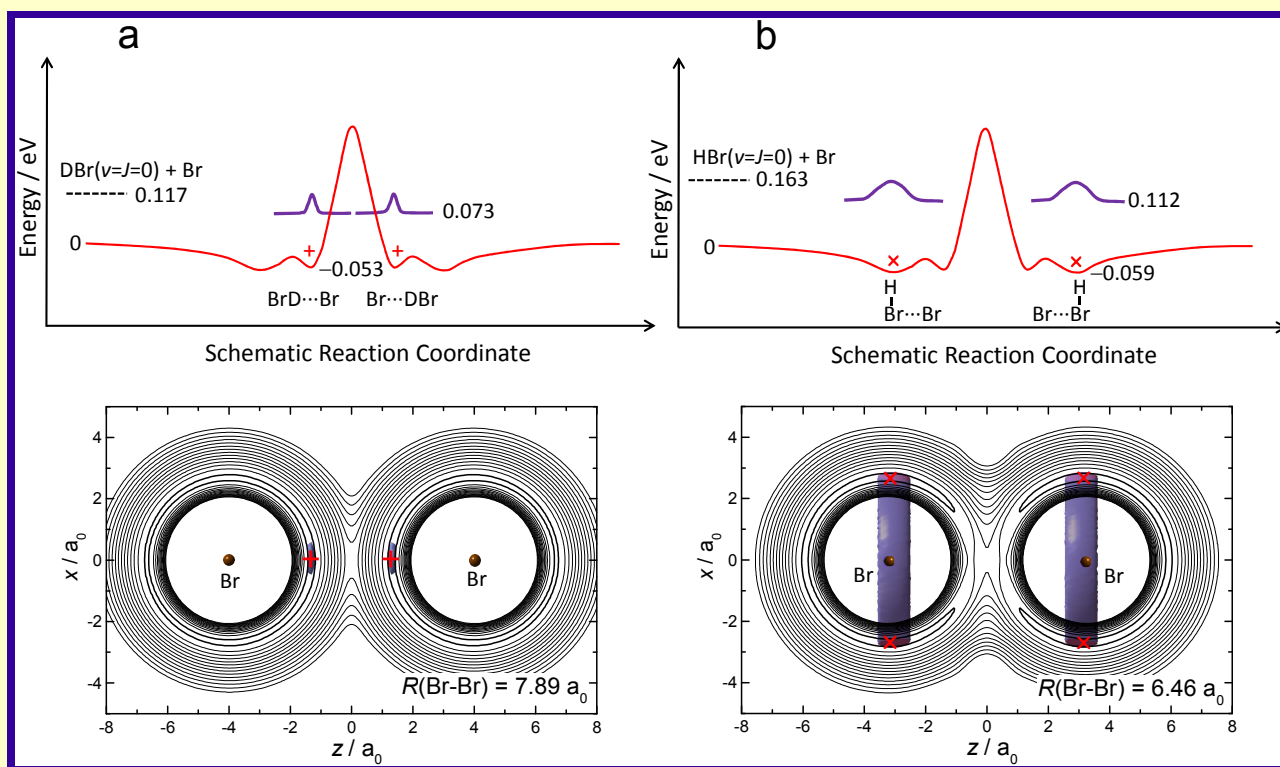 a
Energy / eV
DBr(v=J=0) + Br
0.117
0
0.073
+ +
−0.053
BrD···Br Br···DBr
Schematic Reaction Coordinate
x / a0
4
2
0
-2
-4
Br
Br
R(Br-Br) = 7.89 a0
-8 -6 -4 -2 0 2 4 6 8
z / a0
b
Energy / eV
HBr(v=J=0) + Br
0.163
0
0.112
× ×
−0.059
H H
Br···Br Br···Br
Schematic Reaction Coordinate
x / a0
4
2
0
-2
-4
Br
Br
R(Br-Br) = 6.46 a0
-8 -6 -4 -2 0 2 4 6 8
z / a0